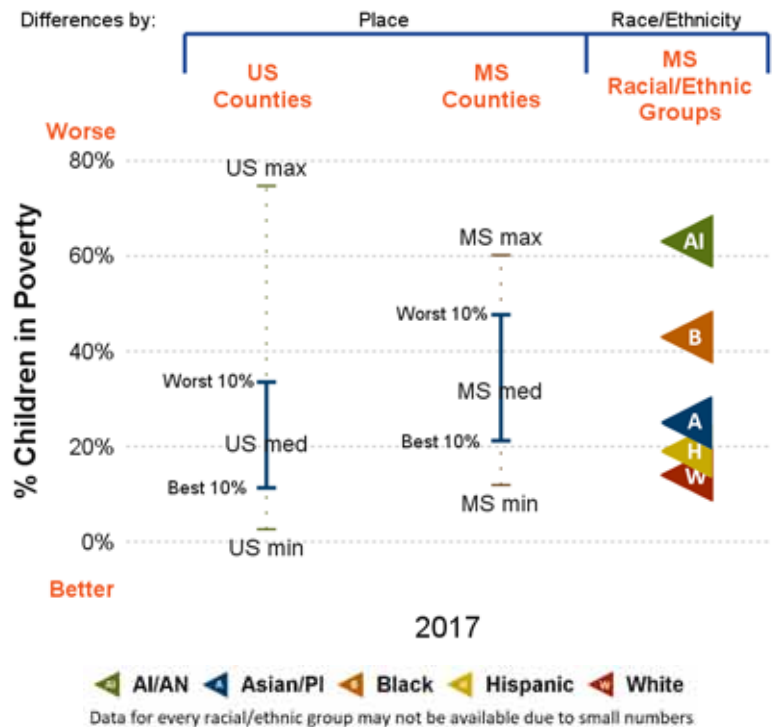 Differences by: Place Race/Ethnicity
US Counties
MS Counties
MS Racial/Ethnic Groups
Worse
80%
60%
40%
20%
0%
Better
% Children in Poverty
US max
Worst 10%
US med
Best 10%
US min
MS max
Worst 10%
MS med
Best 10%
MS min
AI
B
A
H
W
2017
AI AI/AN A Asian/PI B Black H Hispanic W White
Data for every racial/ethnic group may not be available due to small numbers